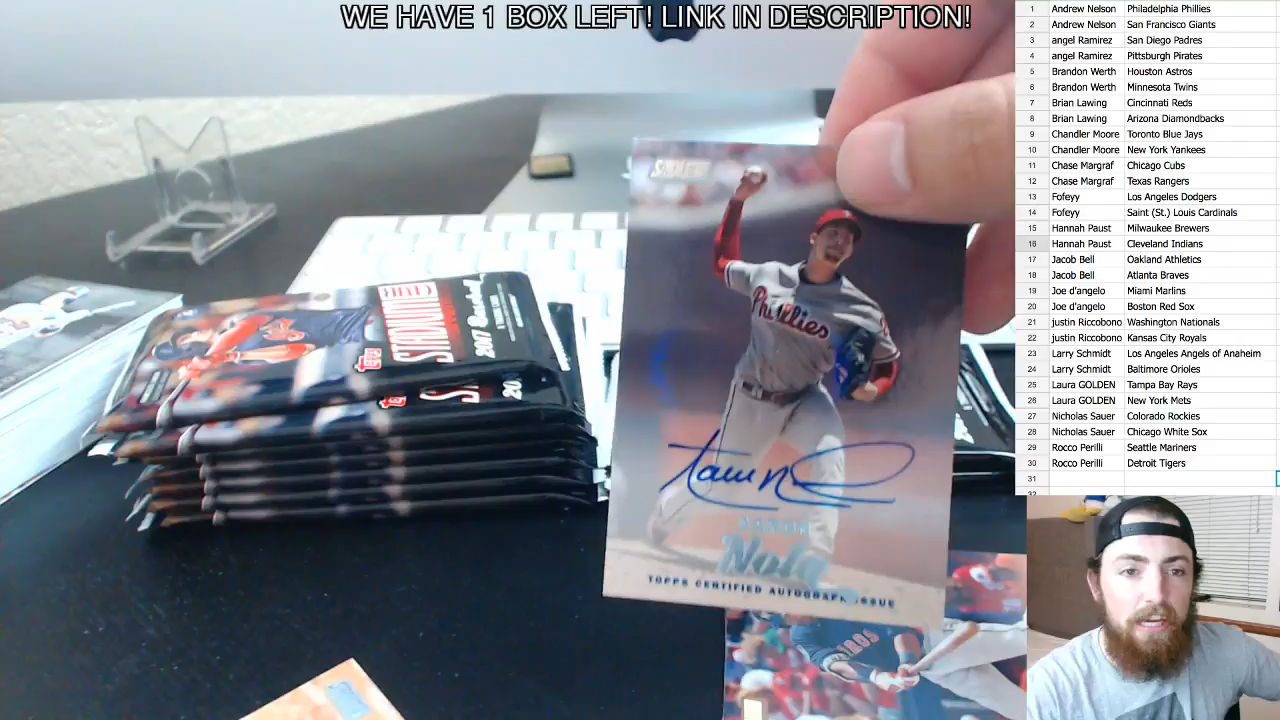 WE HAVE 1 BOX LEFT! LINK IN DESCRIPTION!
1 Andrew Nelson Philadelphia Phillies
2 Andrew Nelson San Francisco Giants
3 angel Ramirez San Diego Padres
4 angel Ramirez Pittsburgh Pirates
5 Brandon Werth Houston Astros
6 Brandon Werth Minnesota Twins
7 Brian Lawing Cincinnati Reds
8 Brian Lawing Arizona Diamondbacks
9 Chandler Moore Toronto Blue Jays
10 Chandler Moore New York Yankees
11 Chase Margraf Chicago Cubs
12 Chase Margraf Texas Rangers
13 Fofeyy Los Angeles Dodgers
14 Fofeyy Saint (St.) Louis Cardinals
15 Hannah Paust Milwaukee Brewers
16 Hannah Paust Cleveland Indians
17 Jacob Bell Oakland Athletics
18 Jacob Bell Atlanta Braves
19 Joe d'angelo Miami Marlins
20 Joe d'angelo Boston Red Sox
21 justin Riccobono Washington Nationals
22 justin Riccobono Kansas City Royals
23 Larry Schmidt Los Angeles Angels of Anaheim
24 Larry Schmidt Baltimore Orioles
25 Laura GOLDEN Tampa Bay Rays
26 Laura GOLDEN New York Mets
27 Nicholas Sauer Colorado Rockies
28 Nicholas Sauer Chicago White Sox
29 Rocco Perilli Seattle Mariners
30 Rocco Perilli Detroit Tigers
31
32
Phillies
AARON
Nola
TOPPS CERTIFIED AUTOGRAPH ISSUE
topps
STADIUM
CLUB
2017 Baseball